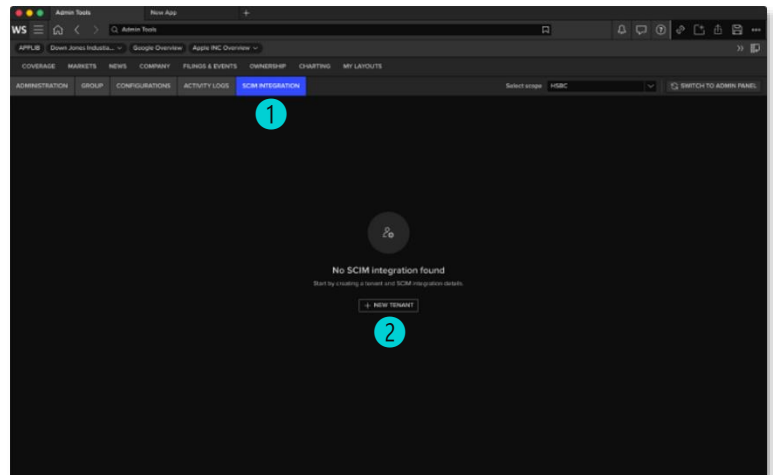 Admin Tools New App +
WS Admin Tools
APPLIB Down Jones Industia... Google Overview Apple INC Overview
COVERAGE MARKETS NEWS COMPANY FILINGS & EVENTS OWNERSHIP CHARTING MY LAYOUTS
ADMINISTRATION GROUP CONFIGURATIONS ACTIVITY LOGS SCIM INTEGRATION Select scope HSBC SWITCH TO ADMIN PANEL
1
No SCIM integration found
Start by creating a tenant and SCIM integration details.
+ NEW TENANT
2